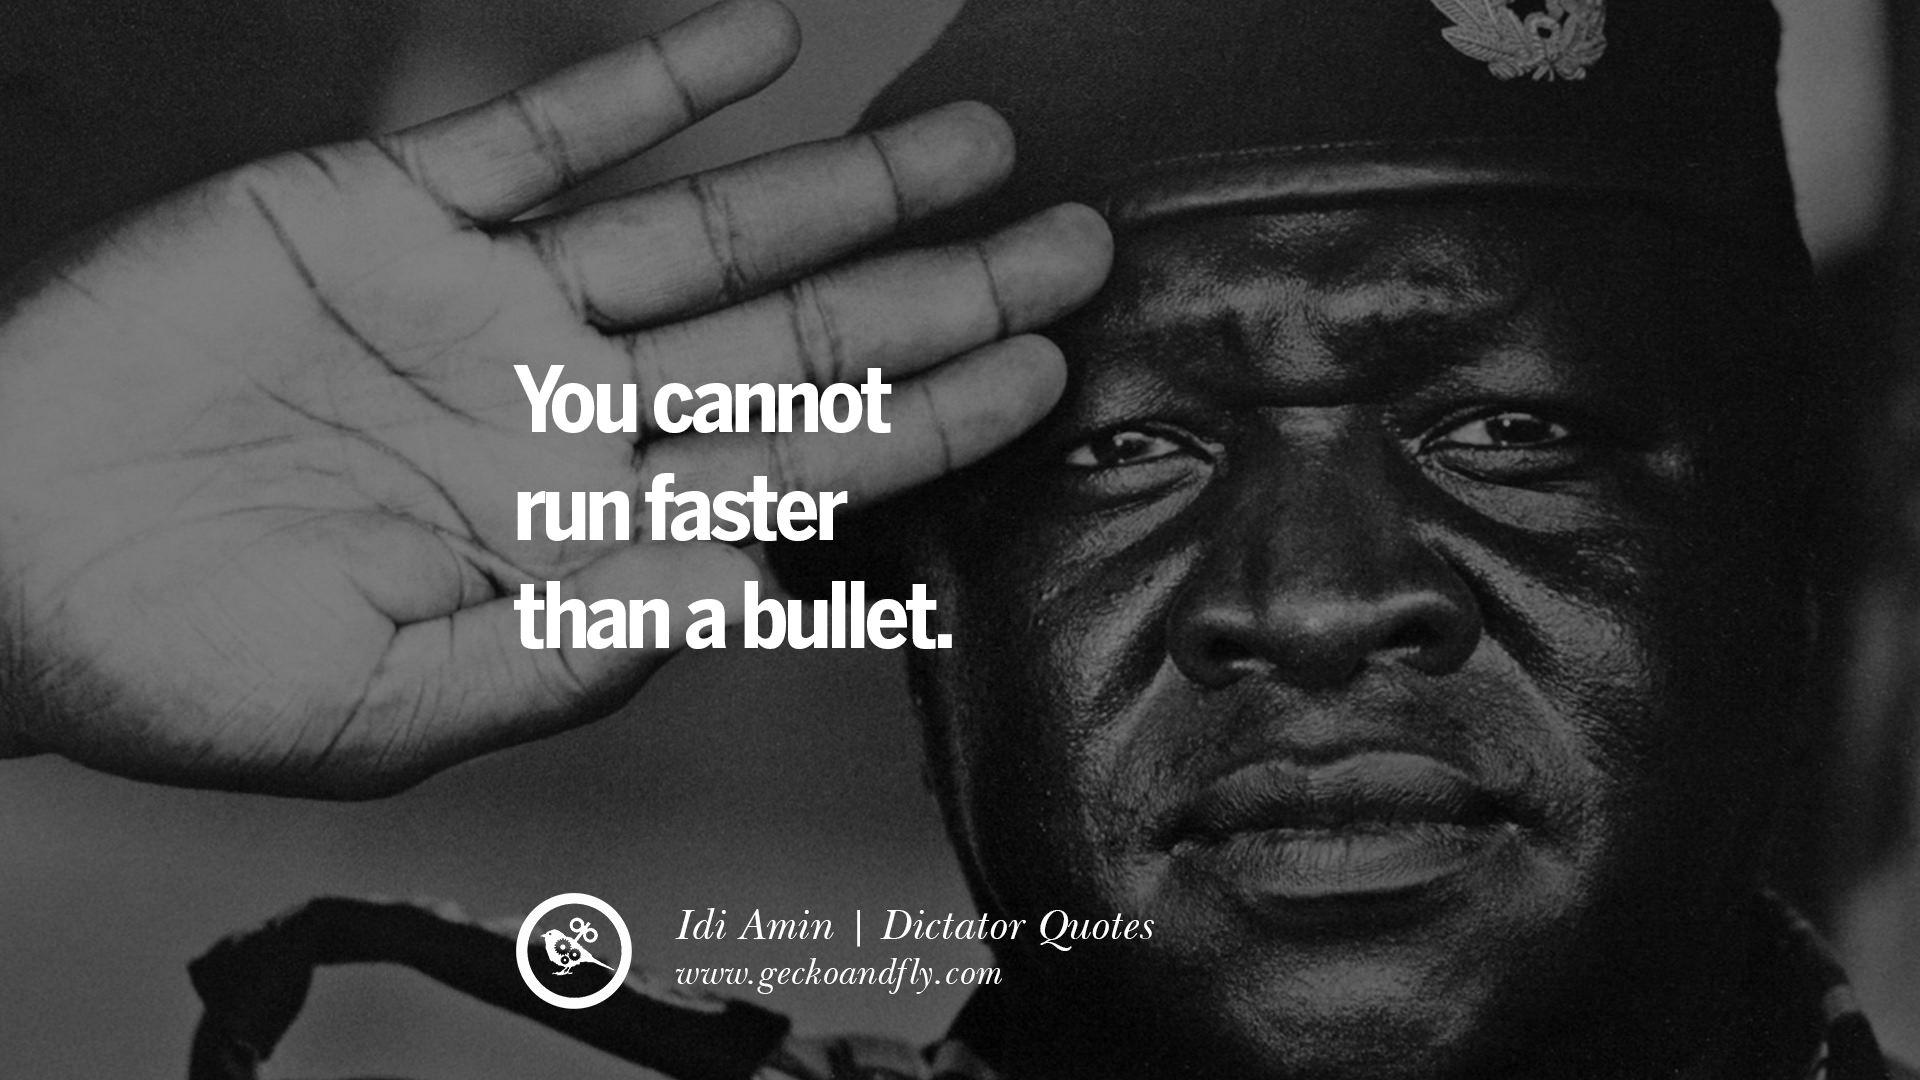 You cannot
run faster
than a bullet.
Idi Amin | Dictator Quotes
www.geckoandfly.com